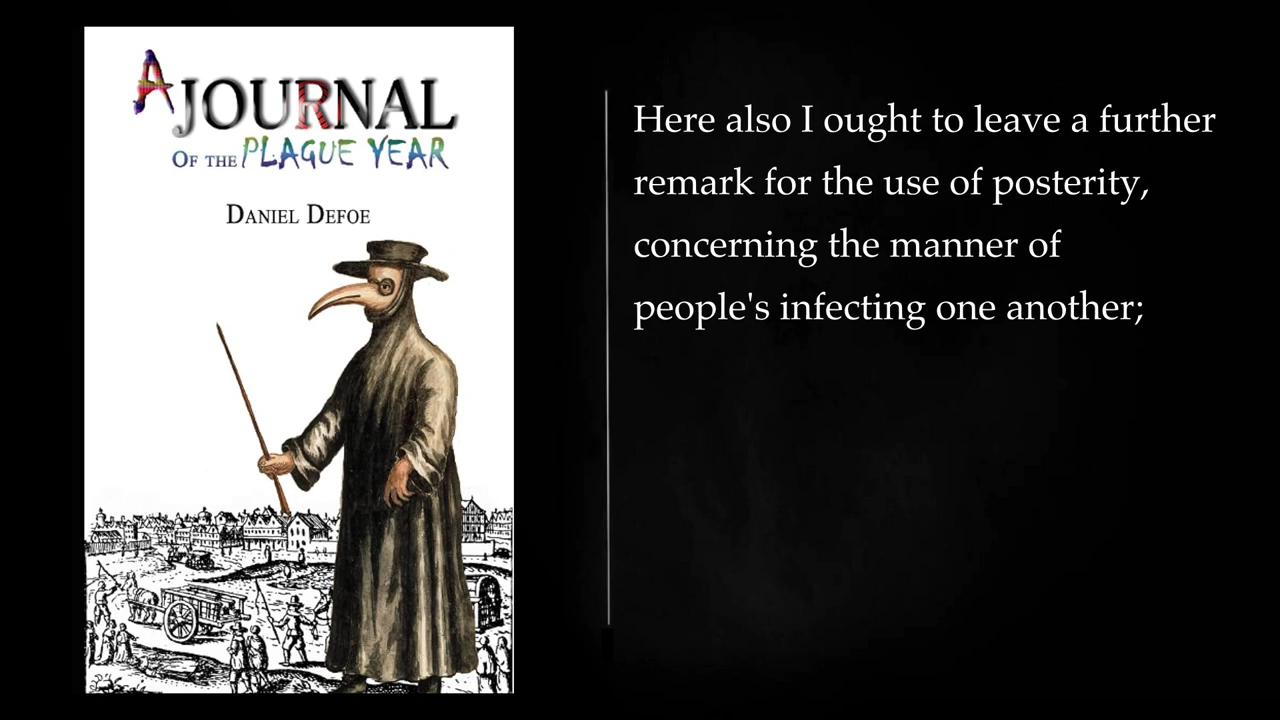 A JOURNAL
OF THE PLAGUE YEAR
DANIEL DEFOE
Here also I ought to leave a further
remark for the use of posterity,
concerning the manner of
people's infecting one another;